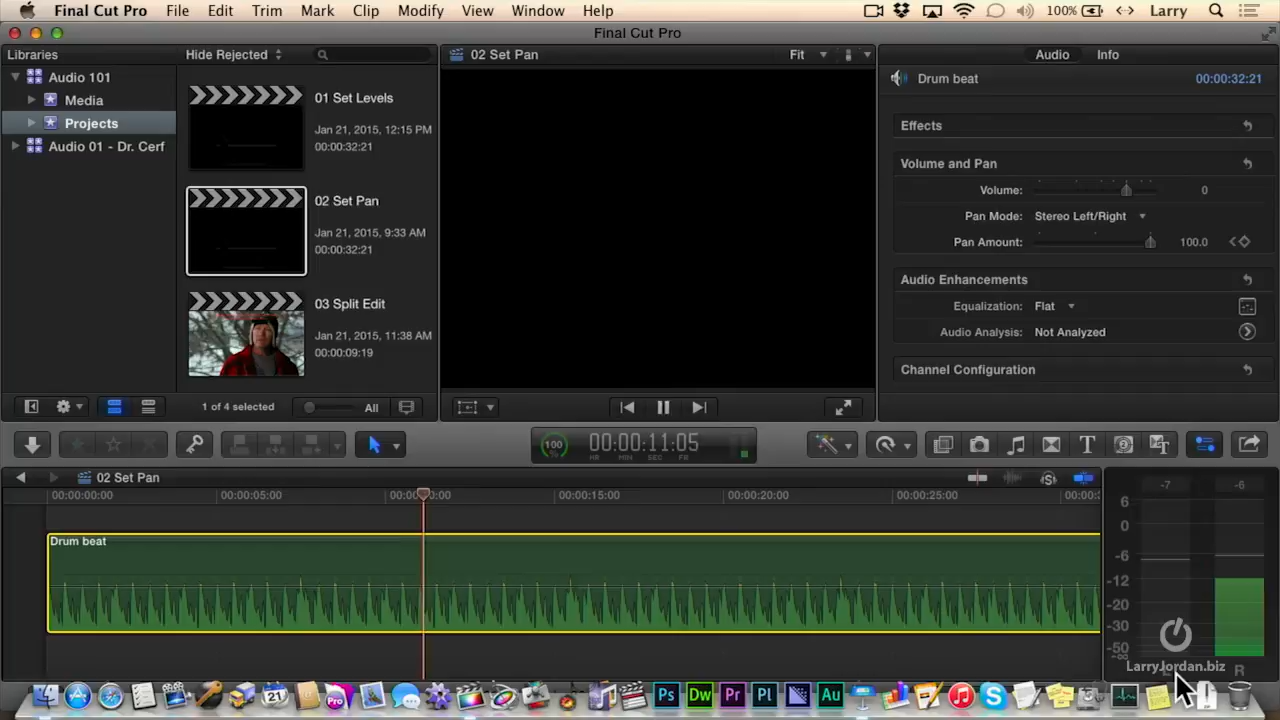 Final Cut Pro File Edit Trim Mark Clip Modify View Window Help 100% Larry
Final Cut Pro
Libraries
Hide Rejected
02 Set Pan
Fit
Audio
Info
Audio 101
Media
Projects
Audio 01 - Dr. Cerf
01 Set Levels
Jan 21, 2015, 12:15 PM
00:00:32:21
02 Set Pan
Jan 21, 2015, 9:33 AM
00:00:32:21
03 Split Edit
Jan 21, 2015, 11:38 AM
00:00:09:19
1 of 4 selected
All
Drum beat
00:00:32:21
Effects
Volume and Pan
Volume: 0
Pan Mode: Stereo Left/Right
Pan Amount: 100.0
Audio Enhancements
Equalization: Flat
Audio Analysis: Not Analyzed
Channel Configuration
100
%
00:00:11:05
HR MIN SEC FR
T
02 Set Pan
00:00:00:00
00:00:05:00
00:00:15:00
00:00:20:00
00:00:25:00
Drum beat
-7
-6
6
0
-6
-12
-20
-30
-50
-∞
R
LarryJordan.biz
21
Pro
Ps
Dw
Pr
Pl
Au